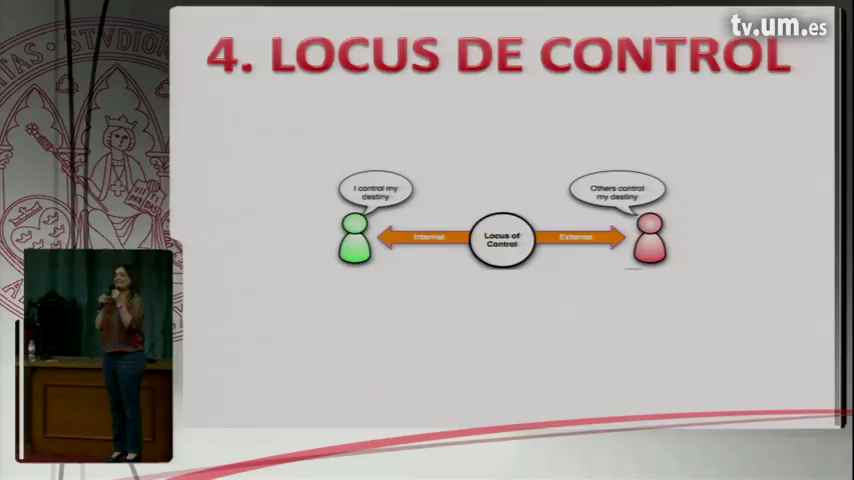 tv.um.es
4. LOCUS DE CONTROL
I control my
destiny
Others control
my destiny
Internal
Locus of
Control
External
STVDIO